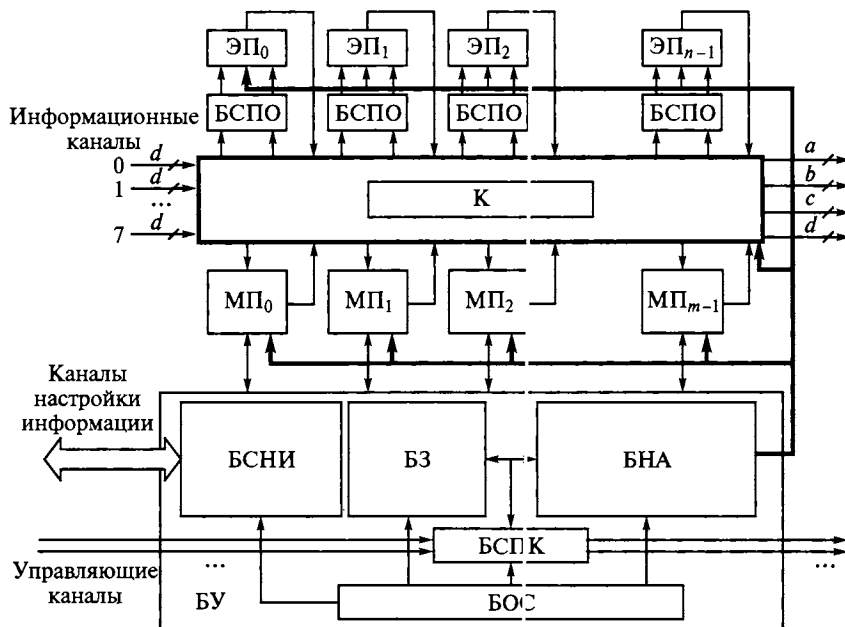 ЭП₀ ЭП₁ ЭП₂ ЭПₙ₋₁
БСПО БСПО БСПО БСПО
Информационные
каналы
0 d
1 d
...
7 d
К
a
b
c
d
МП₀ МП₁ МП₂ МПₘ₋₁
Каналы
настройки
информации
БСНИ БЗ БНА
БСПК
... ...
Управляющие
каналы
БУ БОС